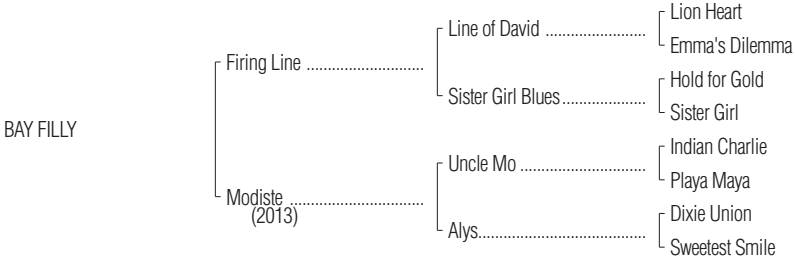 Lion Heart
Line of David ........................
Emma's Dilemma
Firing Line ............................
Hold for Gold
Sister Girl Blues....................
Sister Girl
BAY FILLY
Indian Charlie
Uncle Mo ..............................
Playa Maya
Modiste ................................
(2013)
Dixie Union
Alys........................................
Sweetest Smile